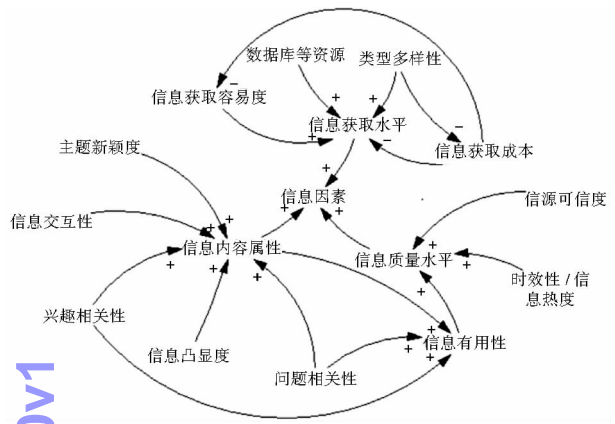 数据库等资源
类型多样性
信息获取容易度
信息获取水平
信息获取成本
主题新颖度
信息因素
信源可信度
信息交互性
信息内容属性
信息质量水平
时效性 / 信
息热度
兴趣相关性
信息凸显度
信息有用性
问题相关性
0v1